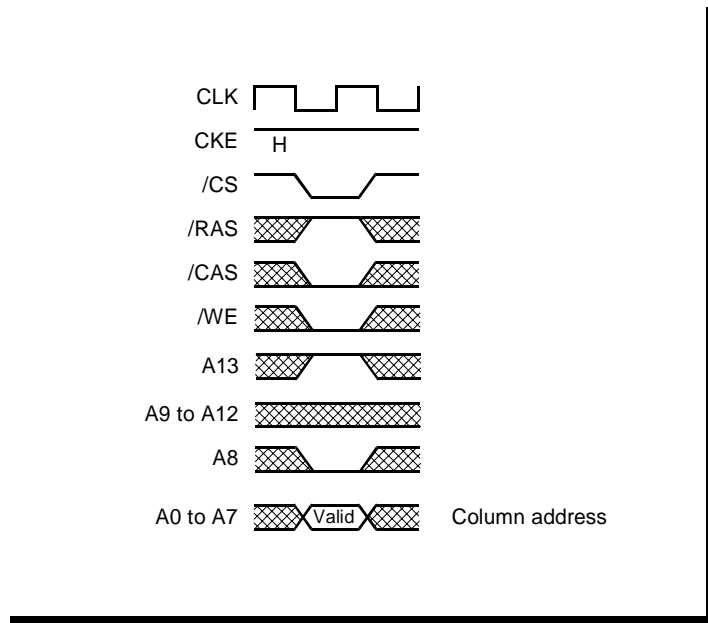 CLK
CKE H
/CS
/RAS
/CAS
/WE
A13
A9 to A12
A8
A0 to A7 Valid Column address